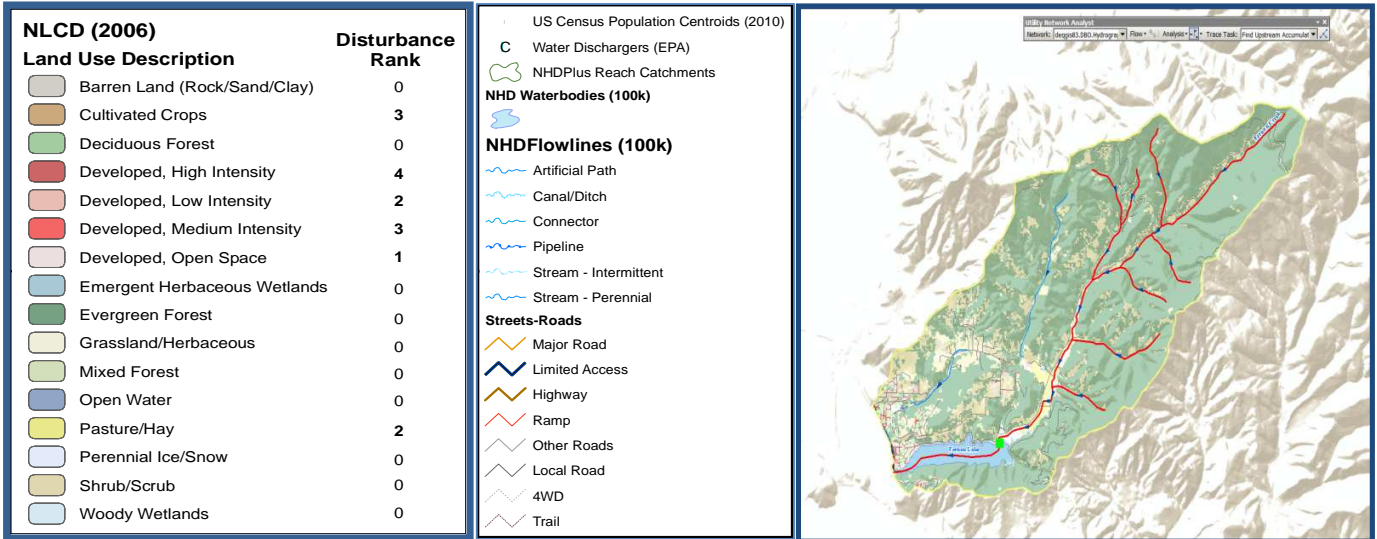 NLCD (2006)
Land Use Description
Disturbance
Rank
Barren Land (Rock/Sand/Clay) 0
Cultivated Crops 3
Deciduous Forest 0
Developed, High Intensity 4
Developed, Low Intensity 2
Developed, Medium Intensity 3
Developed, Open Space 1
Emergent Herbaceous Wetlands 0
Evergreen Forest 0
Grassland/Herbaceous 0
Mixed Forest 0
Open Water 0
Pasture/Hay 2
Perennial Ice/Snow 0
Shrub/Scrub 0
Woody Wetlands 0
US Census Population Centroids (2010)
C Water Dischargers (EPA)
NHDPlus Reach Catchments
NHD Waterbodies (100k)
NHDFlowlines (100k)
Artificial Path
Canal/Ditch
Connector
Pipeline
Stream - Intermittent
Stream - Perennial
Streets-Roads
Major Road
Limited Access
Highway
Ramp
Other Roads
Local Road
4WD
Trail
Utility Network Analyst
Network: Flow Analysis Trace Task: Find Upstream Accumulat
Fernan Lake